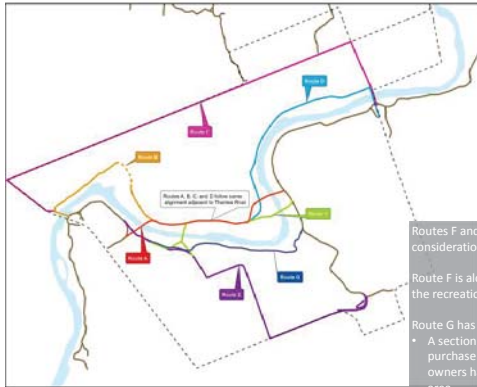 Route D
Route F
Route B
Routes A, B, C, and D follow same
alignment adjacent to Thames River
Route C
Route A
Route G
Route E
Routes F and
consideratio
Route F is alo
the recreatio
Route G has
• A section
purchase
owners h